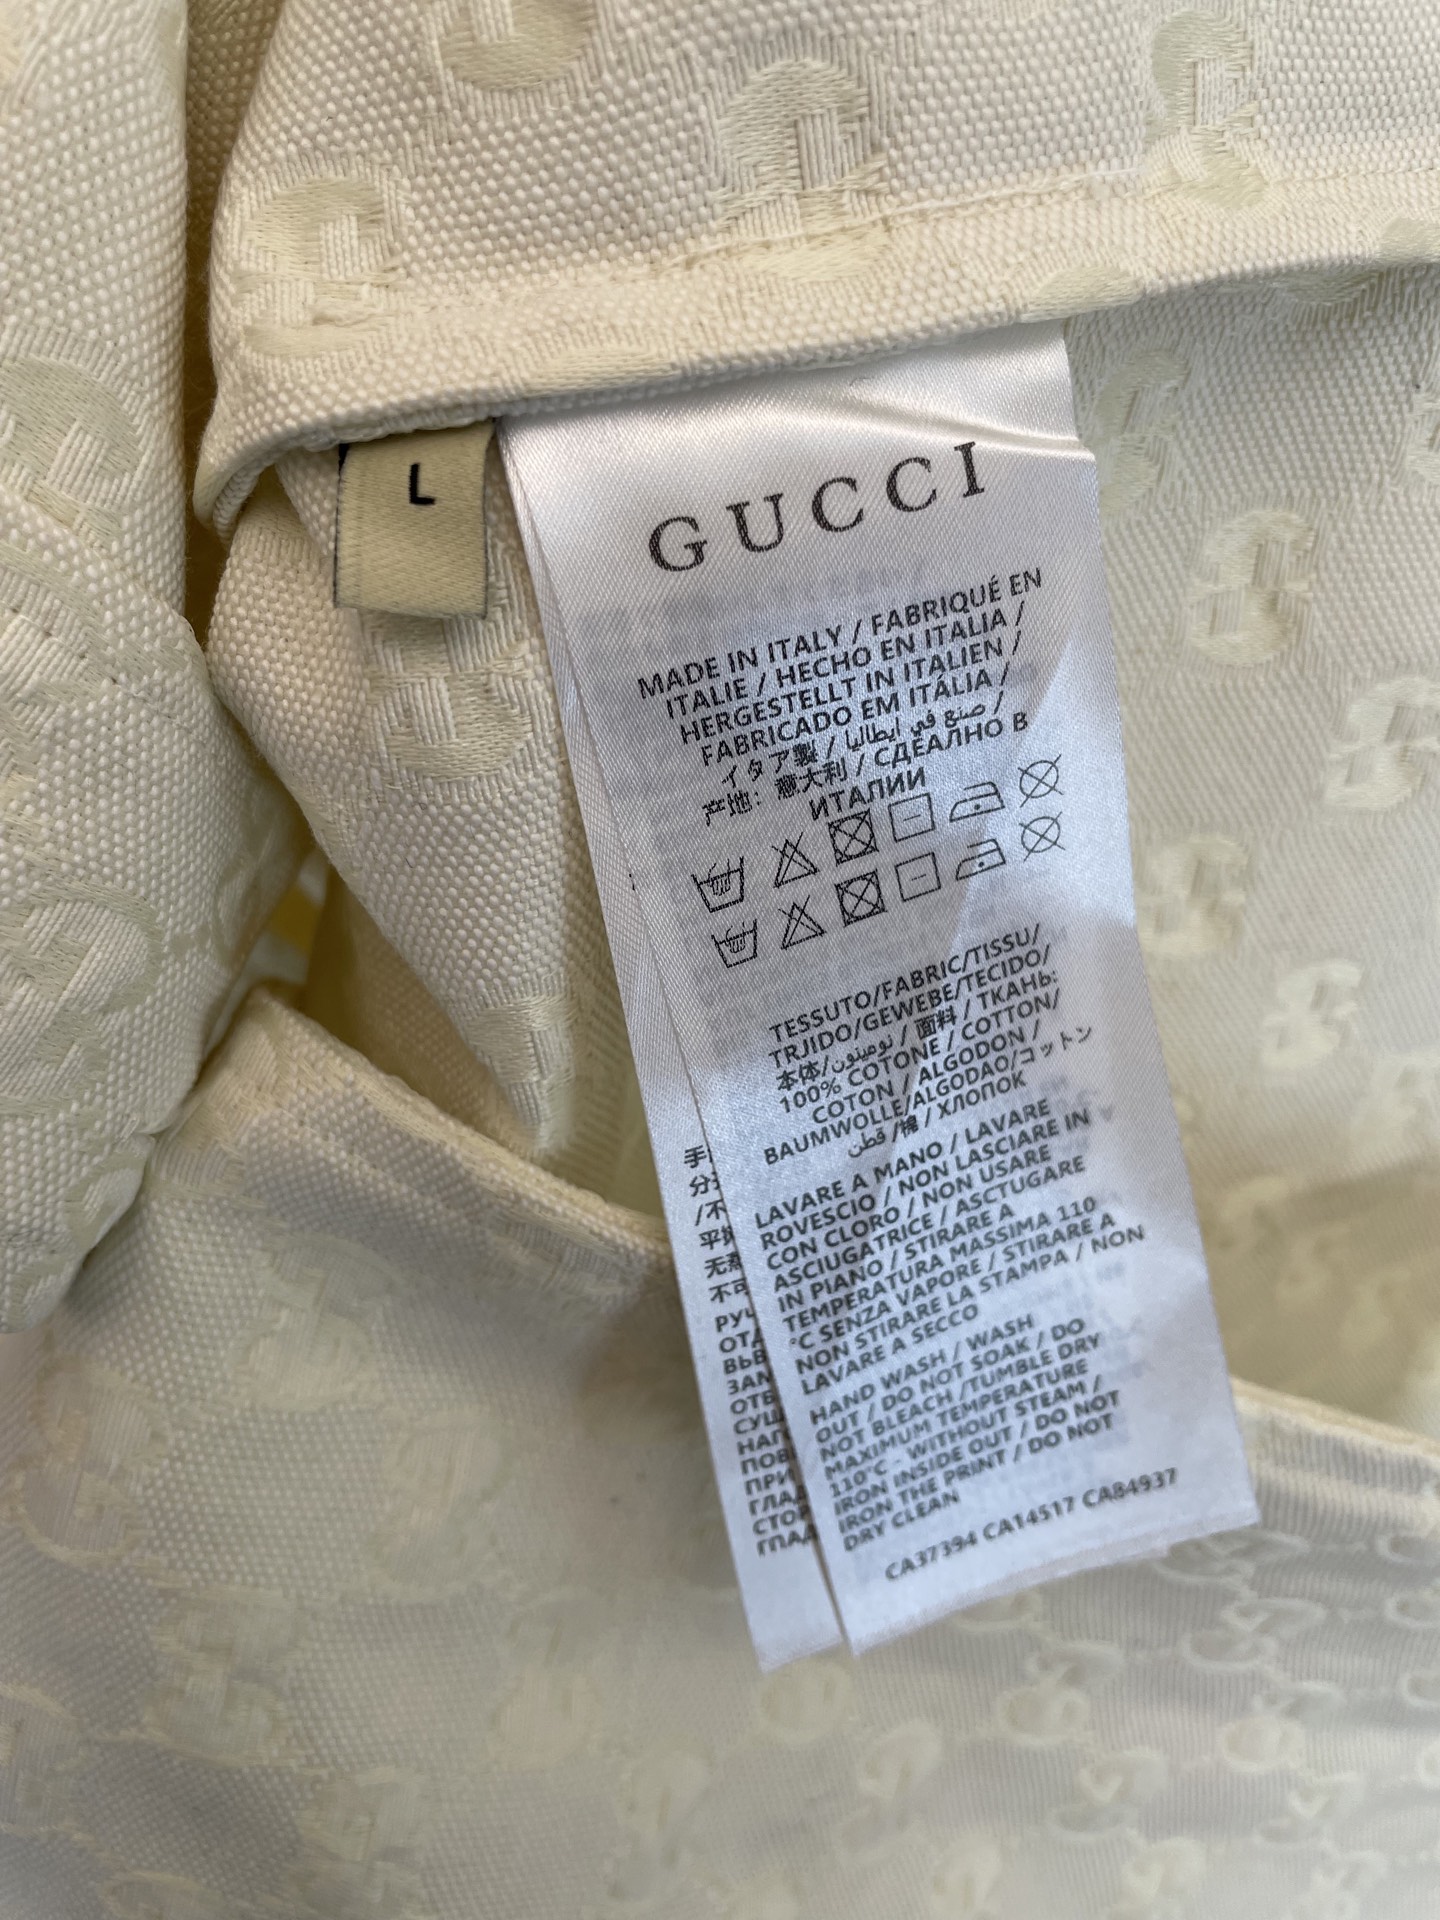 L
GUCCI
MADE IN ITALY / FABRIQUÉ EN
ITALIE / HECHO EN ITALIA /
HERGESTELLT IN ITALIEN /
FABRICADO EM ITÁLIA /
イタア製 / صنع في ايطاليا /
产地：意大利 / СДЕАЛНО В
ИТАЛИИ
TESSUTO/FABRIC/TISSU/
TRJIDO/GEWEBE/TECIDO/
本体/نومينون / 面料 / ТКАНЬ:
100% COTONE / COTTON/
COTON / ALGODON /
BAUMWOLLE/ALGODAO/コットン
قطن /棉 / ХЛОПОК
LAVARE A MANO / LAVARE
ROVESCIO / NON LASCIARE IN
CON CLORO / NON USARE
ASCIUGATRICE / ASCTUGARE
IN PIANO / STIRARE A
TEMPERATURA MASSIMA 110
°C SENZA VAPORE / STIRARE A
NON STIRARE LA STAMPA / NON
LAVARE A SECCO
HAND WASH / WASH
OUT / DO NOT SOAK / DO
NOT BLEACH /TUMBLE DRY
MAXIMUM TEMPERATURE
110°C - WITHOUT STEAM /
IRON INSIDE OUT / DO NOT
IRON THE PRINT / DO NOT
DRY CLEAN
CA37394 CA14517 CA84937